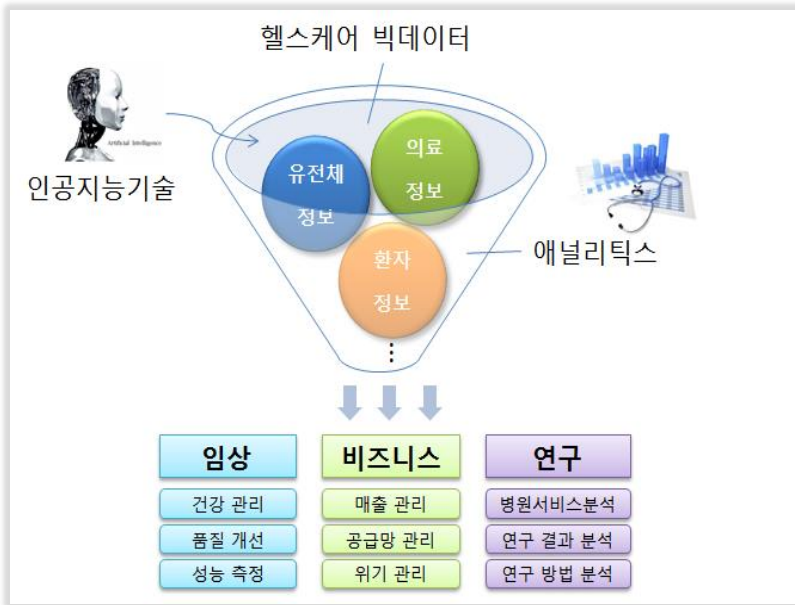 헬스케어 빅데이터
Artificial Intelligence
인공지능기술
의료
정보
유전체
정보
애널리틱스
환자
정보
임상
비즈니스
연구
건강 관리
매출 관리
병원서비스분석
품질 개선
공급망 관리
연구 결과 분석
성능 측정
위기 관리
연구 방법 분석